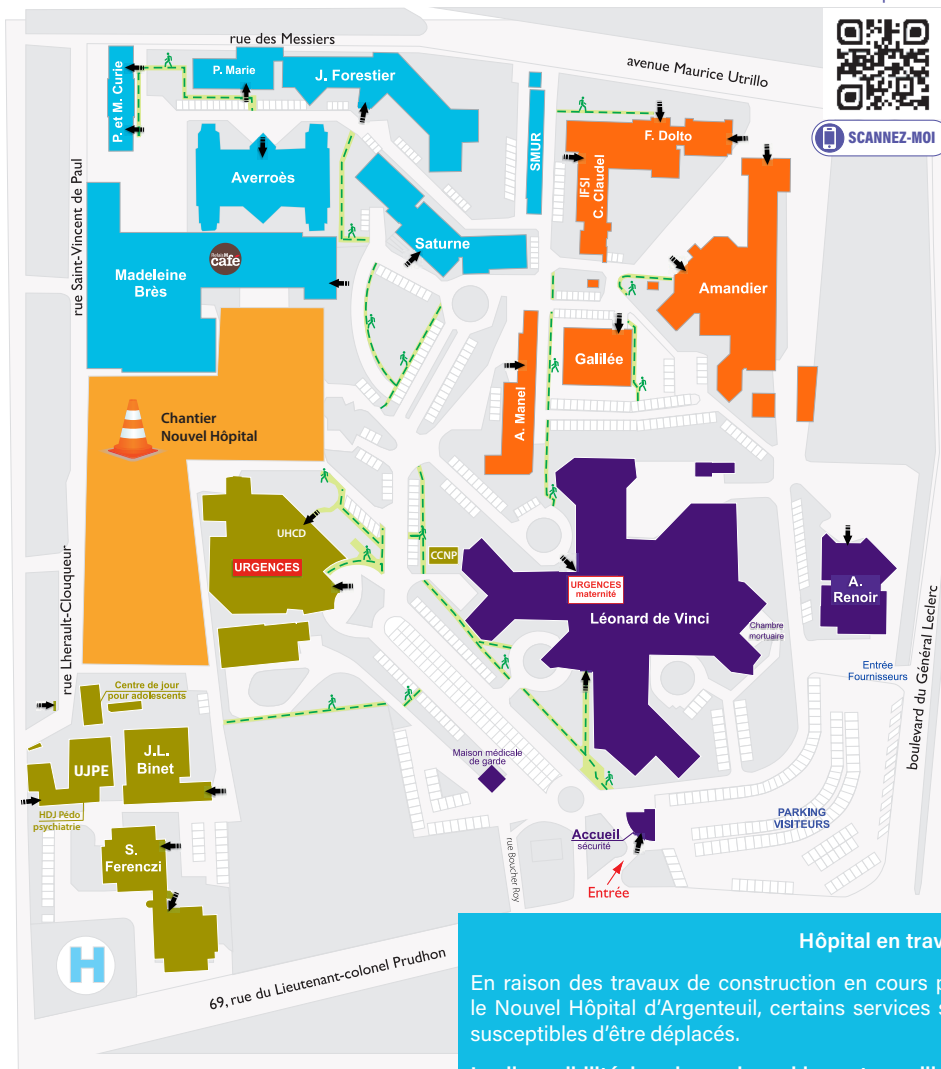 rue des Messiers
avenue Maurice Utrillo
SCANNEZ-MOI
P. et M. Curie
P. Marie
J. Forestier
SMUR
F. Dolto
IFSI
C. Claudel
Averroès
rue Saint-Vincent de Paul
Saturne
cafe
Madeleine
Brès
Amandier
Galilée
A. Manel
Chantier
Nouvel Hôpital
UHCD
URGENCES
CCNP
URGENCES
maternité
Léonard de Vinci
Chambre
mortuaire
A.
Renoir
rue Lherault-Clouqueur
Entrée
Fournisseurs
boulevard du Général Leclerc
Centre de jour
pour adolescents
UJPE
J.L.
Binet
HDJ Pédo
psychiatrie
Maison médicale
de garde
S.
Ferenczi
Accueil
sécurité
PARKING
VISITEURS
rue Boucher Roy
Entrée
H
69, rue du Lieutenant-colonel Prudhon
Hôpital en trav
En raison des travaux de construction en cours p
le Nouvel Hôpital d'Argenteuil, certains services s
susceptibles d'être déplacés.